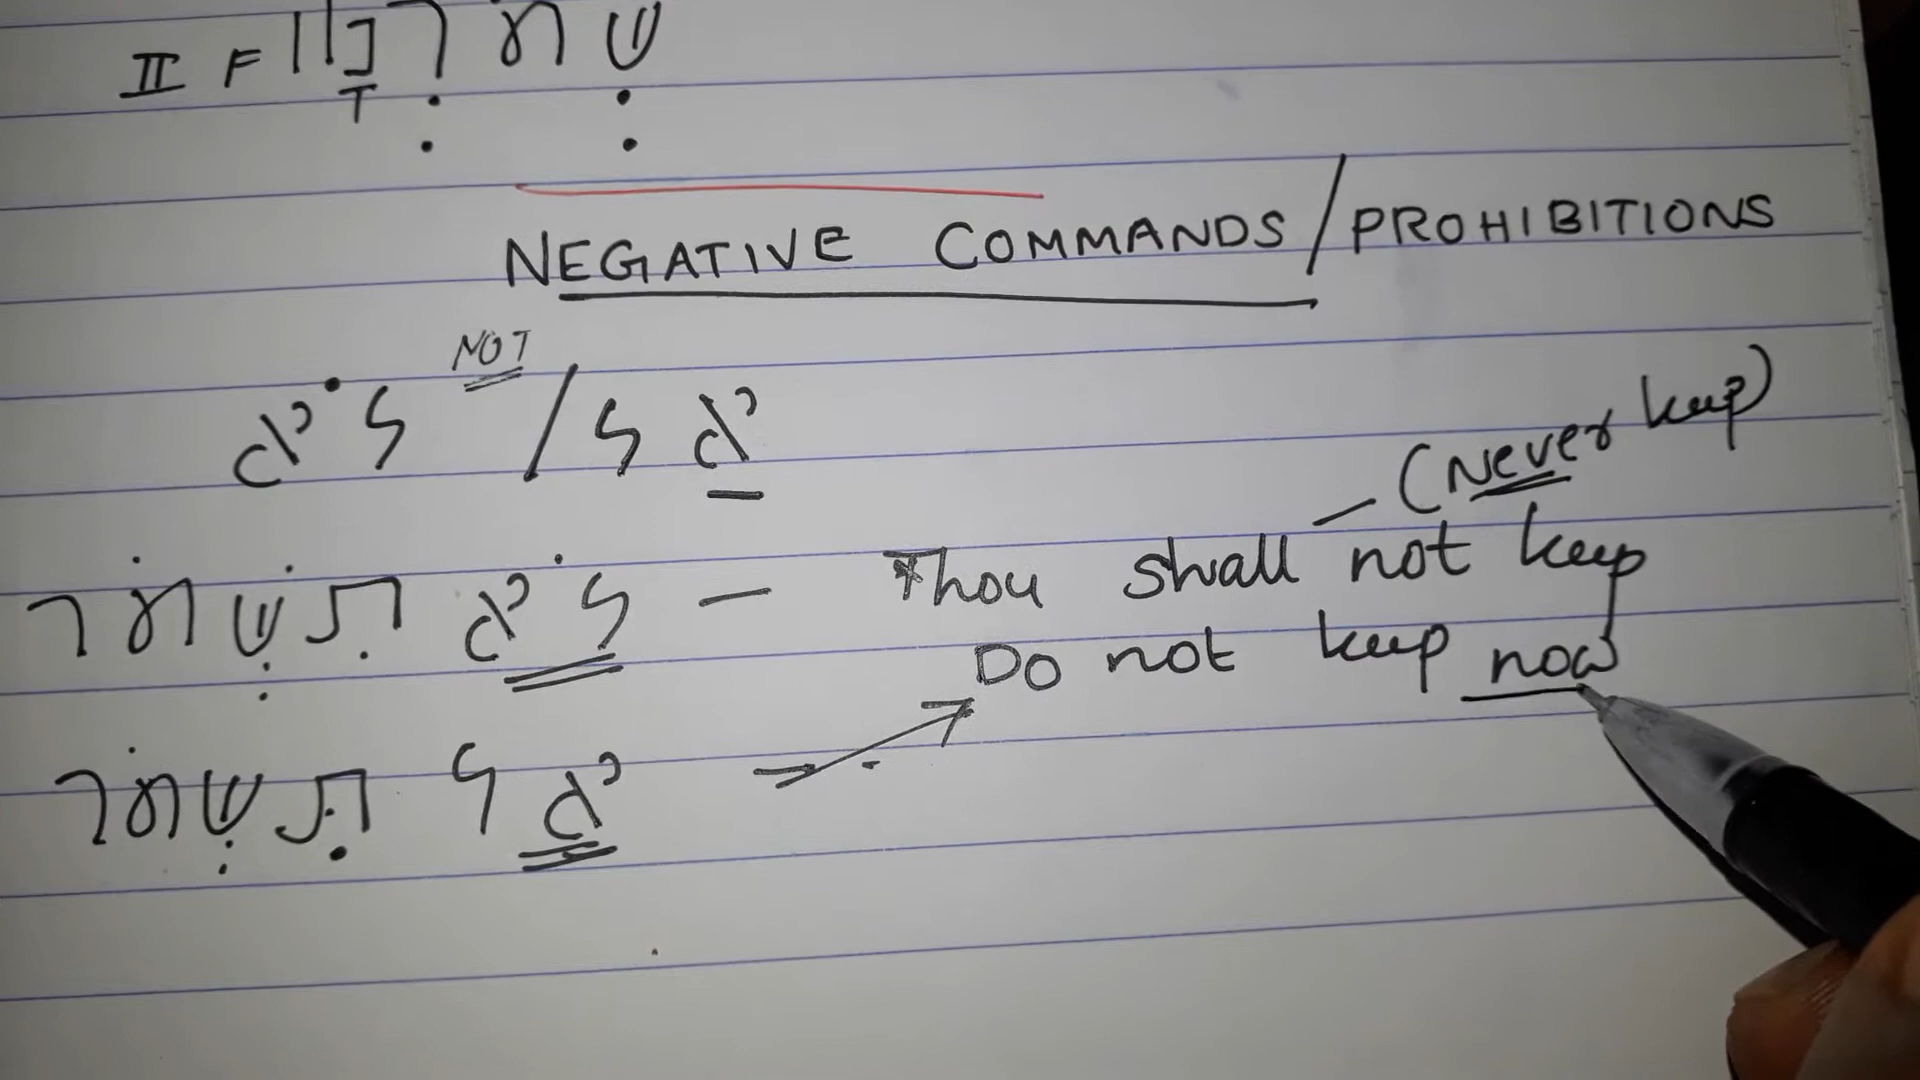 II F שְׁמֹרְנָה
NEGATIVE COMMANDS/PROHIBITIONS
NOT
לֹא / אַל
(Never keep)
לֹא תִשְׁמֹר — Thou shall not keep
Do not keep now
אַל תִּשְׁמֹר